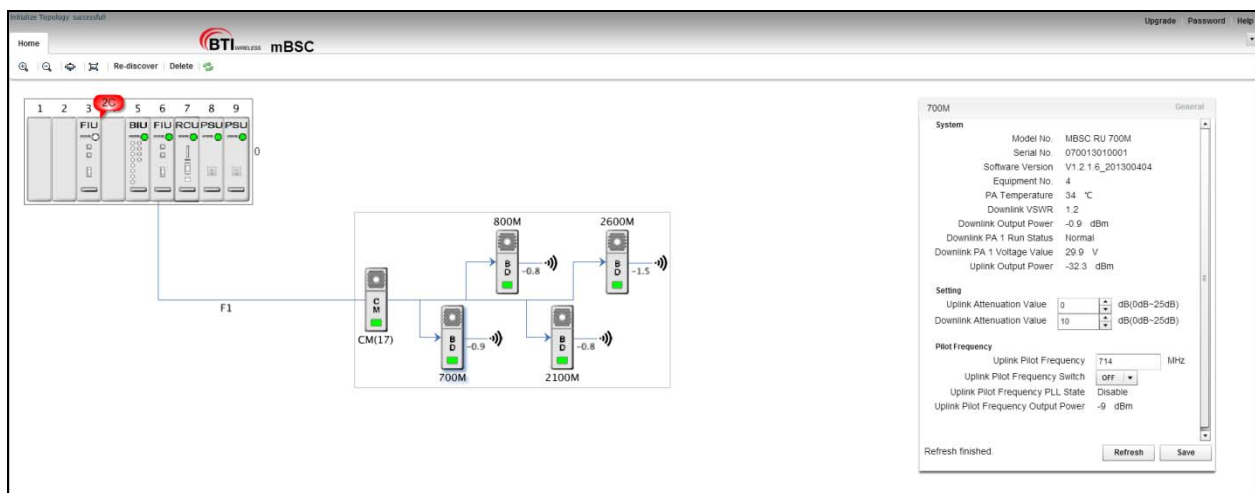 Initialize Topology: successful!
Upgrade Password Help
Home
BTI WIRELESS mBSC
Re-discover Delete
1 2 3 2C 5 6 7 8 9
FIU BIU FIU RCU PSU PSU
0
800M 2600M
BD -0.8 BD -1.5
F1
CM
CM(17)
BD -0.9 BD -0.8
700M 2100M
700M General
System
Model No. MBSC RU 700M
Serial No. 070013010001
Software Version V1.2.1.6_201300404
Equipment No. 4
PA Temperature 34 ℃
Downlink VSWR 1.2
Downlink Output Power -0.9 dBm
Downlink PA 1 Run Status Normal
Downlink PA 1 Voltage Value 29.9 V
Uplink Output Power -32.3 dBm
Setting
Uplink Attenuation Value 0 dB(0dB~25dB)
Downlink Attenuation Value 10 dB(0dB~25dB)
Pilot Frequency
Uplink Pilot Frequency 714 MHz
Uplink Pilot Frequency Switch OFF
Uplink Pilot Frequency PLL State Disable
Uplink Pilot Frequency Output Power -9 dBm
Refresh finished. Refresh Save